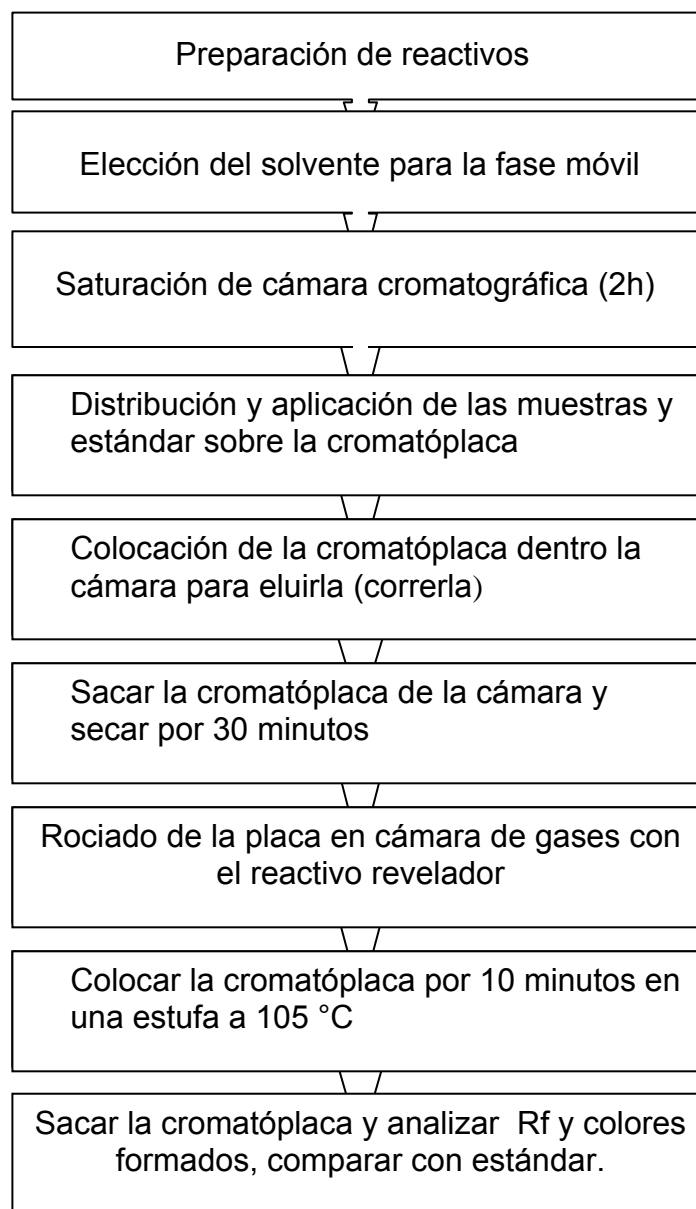 Preparación de reactivos
Elección del solvente para la fase móvil
Saturación de cámara cromatográfica (2h)
Distribución y aplicación de las muestras y
estándar sobre la cromatóplaca
Colocación de la cromatóplaca dentro la
cámara para eluirla (correrla)
Sacar la cromatóplaca de la cámara y
secar por 30 minutos
Rociado de la placa en cámara de gases con
el reactivo revelador
Colocar la cromatóplaca por 10 minutos en
una estufa a 105 °C
Sacar la cromatóplaca y analizar Rf y colores
formados, comparar con estándar.